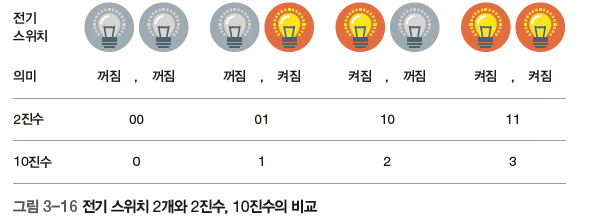 전기
스위치
의미 꺼짐 , 꺼짐 꺼짐 , 켜짐 켜짐 , 꺼짐 켜짐 , 켜짐
2진수 00 01 10 11
10진수 0 1 2 3
그림 3-16 전기 스위치 2개와 2진수, 10진수의 비교